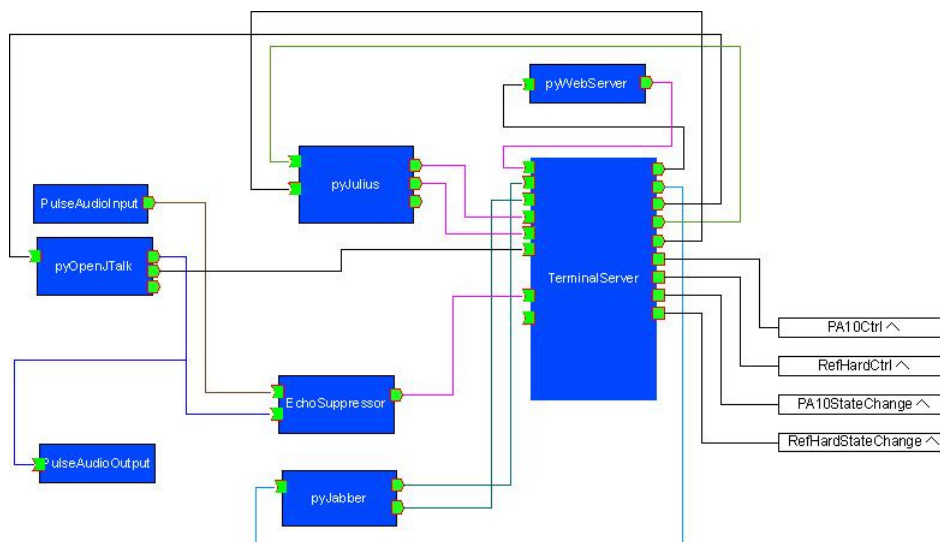 pyWebServer
pyJulius
PulseAudioInput
pyOpenJTalk
TerminalServer
PA10Ctrl へ
RefHardCtrl へ
EchoSuppressor
PA10StateChange へ
RefHardStateChange へ
PulseAudioOutput
pyJabber